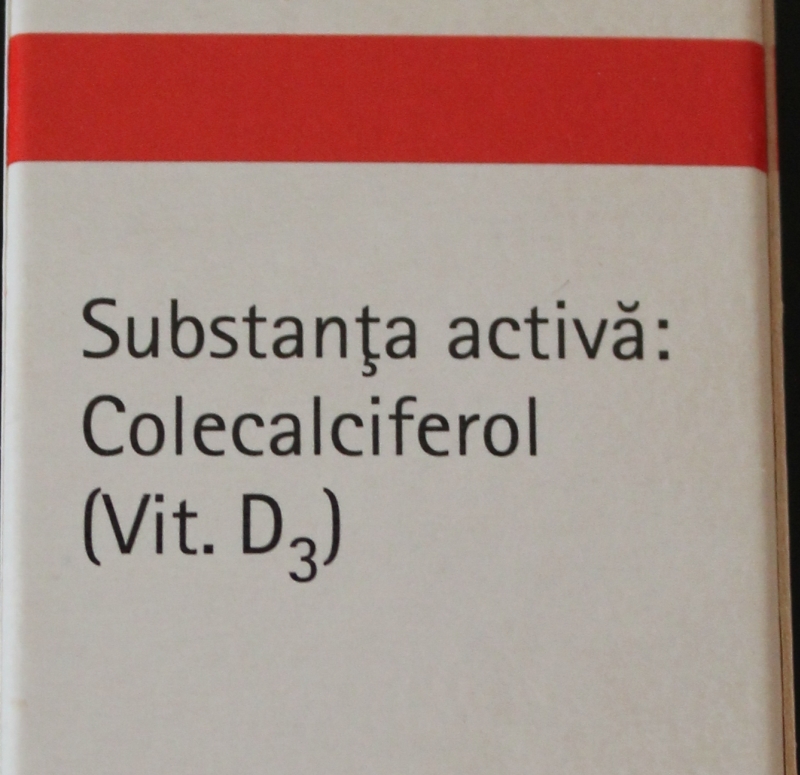 Substanţa activă:
Colecalciferol
(Vit. D₃)